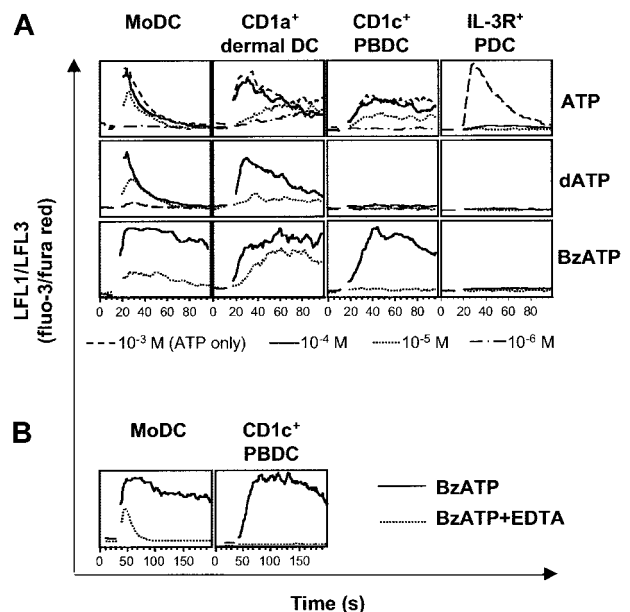 A
MoDC
CD1a⁺ dermal DC
CD1c⁺ PBDC
IL-3R⁺ PDC
ATP
dATP
BzATP
LFL1/LFL3
(fluo-3/fura red)
0 20 40 60 80 0 20 40 60 80 100 0 20 40 60 80 100 0 20 40 60 80 100
10⁻³ M (ATP only) 10⁻⁴ M 10⁻⁵ M 10⁻⁶ M
B
MoDC
CD1c⁺ PBDC
BzATP
BzATP+EDTA
0 50 100 150 0 50 100 150
Time (s)